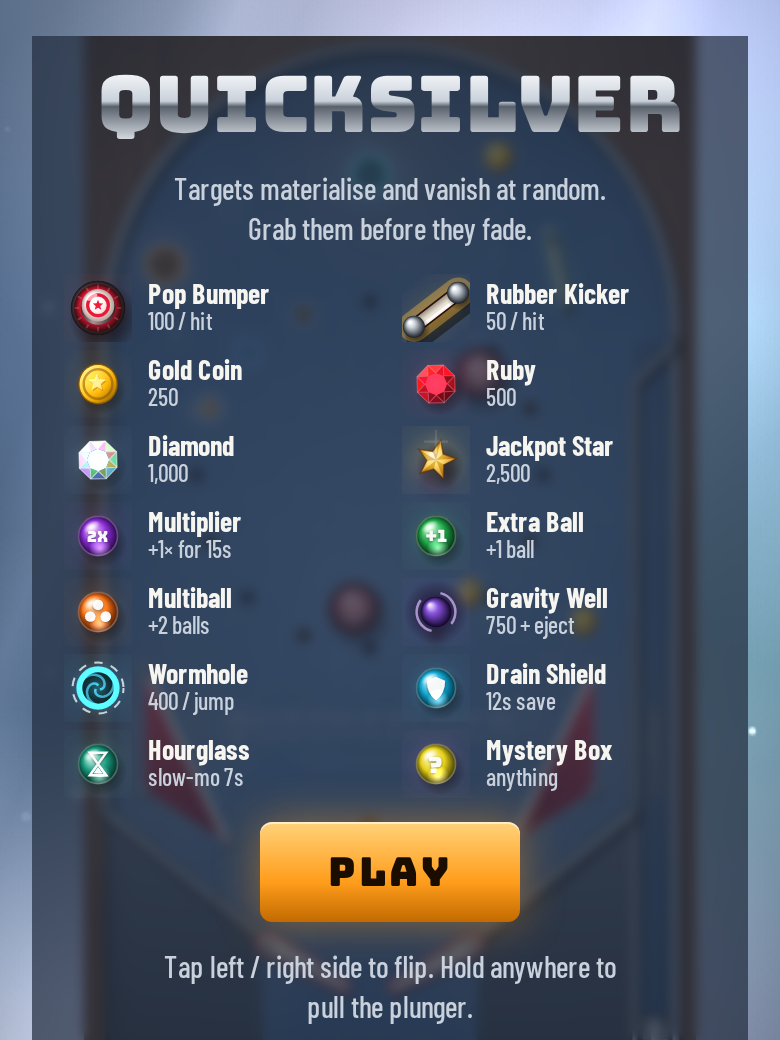 QUICKSILVER
Targets materialise and vanish at random.
Grab them before they fade.
Pop Bumper
100 / hit
Rubber Kicker
50 / hit
Gold Coin
250
Ruby
500
Diamond
1,000
Jackpot Star
2,500
2X
Multiplier
+1× for 15s
+1
Extra Ball
+1 ball
Multiball
+2 balls
Gravity Well
750 + eject
Wormhole
400 / jump
Drain Shield
12s save
Hourglass
slow-mo 7s
?
Mystery Box
anything
PLAY
Tap left / right side to flip. Hold anywhere to
pull the plunger.